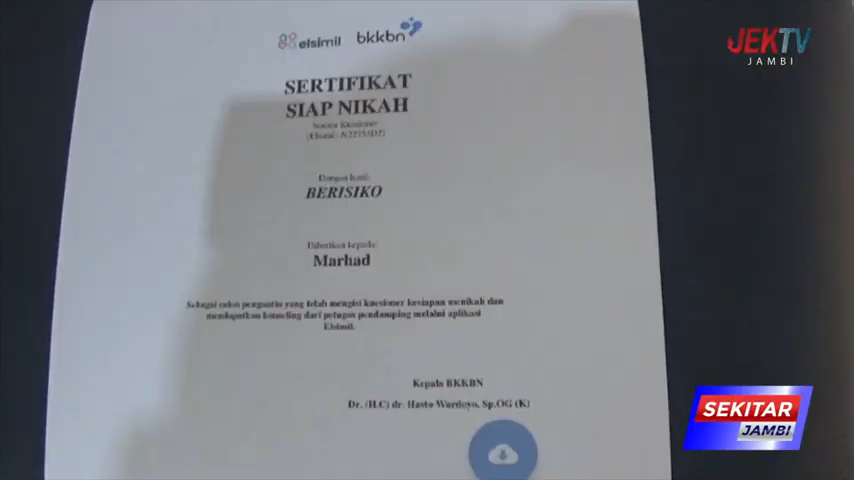 elsimil bkkbn
JEKTV
JAMBI
SERTIFIKAT
SIAP NIKAH
Nomor Kuesioner
Dengan hasil:
BERISIKO
Diberikan kepada:
Marhad
Sebagai calon pengantin yang telah mengisi kuesioner kesiapan menikah dan
mendapatkan konseling dari petugas pendamping melalui aplikasi
Elsimil.
Kepala BKKBN
Dr. (H.C) dr. Hasto Wardoyo, Sp.OG (K)
SEKITAR
JAMBI